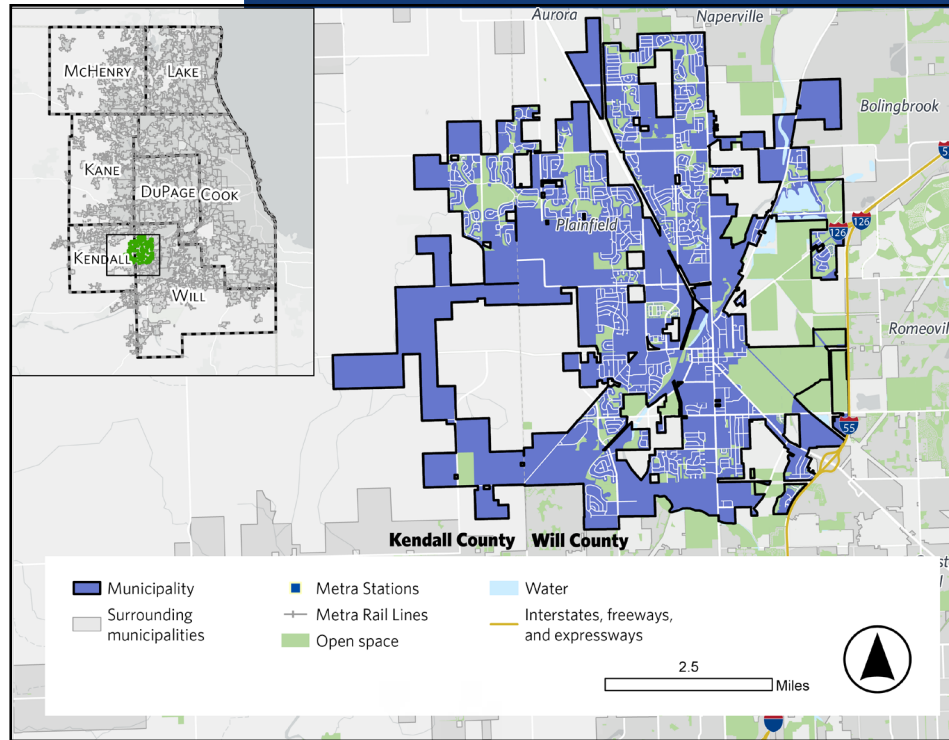 Aurora
Naperville
McHenry
Lake
Bolingbrook
Kane
DuPage
Cook
126
126
Plainfield
Kendall
Will
55
Kendall County
Will County
Municipality
Surrounding
municipalities
Metra Stations
Metra Rail Lines
Open space
Water
Interstates, freeways,
and expressways
2.5
Miles